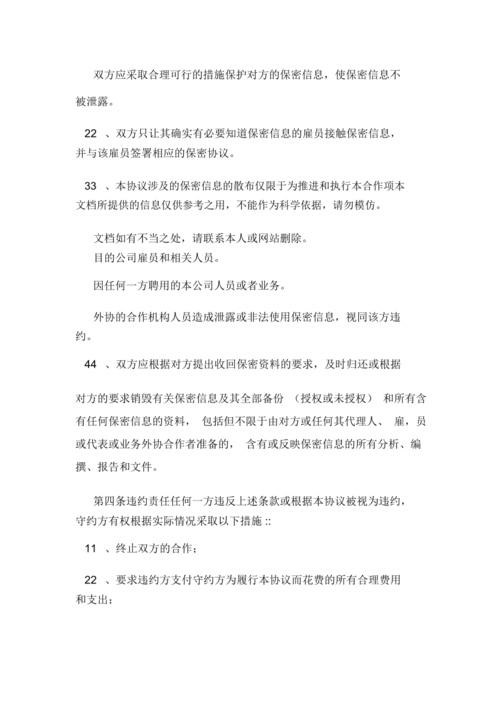 双方应采取合理可行的措施保护对方的保密信息，使保密信息不
被泄露。
22 、双方只让其确实有必要知道保密信息的雇员接触保密信息，
并与该雇员签署相应的保密协议。
33 、本协议涉及的保密信息的散布仅限于为推进和执行本合作项本
文档所提供的信息仅供参考之用，不能作为科学依据，请勿模仿。
文档如有不当之处，请联系本人或网站删除。
目的公司雇员和相关人员。
因任何一方聘用的本公司人员或者业务。
外协的合作机构人员造成泄露或非法使用保密信息，视同该方违
约。
44 、双方应根据对方提出收回保密资料的要求，及时归还或根据
对方的要求销毁有关保密信息及其全部备份 （授权或未授权） 和所有含
有任何保密信息的资料， 包括但不限于由对方或任何其代理人、 雇，员
或代表或业务外协合作者准备的， 含有或反映保密信息的所有分析、编
撰、报告和文件。
第四条违约责任任何一方违反上述条款或根据本协议被视为违约，
守约方有权根据实际情况采取以下措施 ::
11 、终止双方的合作；
22 、要求违约方支付守约方为履行本协议而花费的所有合理费用
和支出；